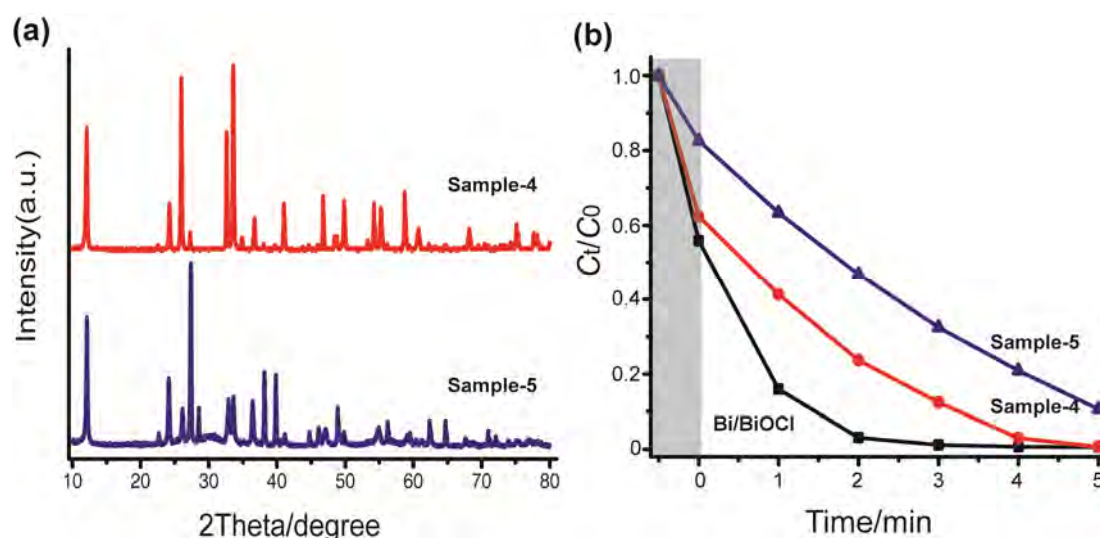 (a)
Intensity(a.u.)
Sample-4
Sample-5
10 20 30 40 50 60 70 80
2Theta/degree
(b)
Ct/C0
1.0
0.8
0.6
0.4
0.2
0
Sample-5
Sample-4
Bi/BiOCl
0 1 2 3 4 5
Time/min